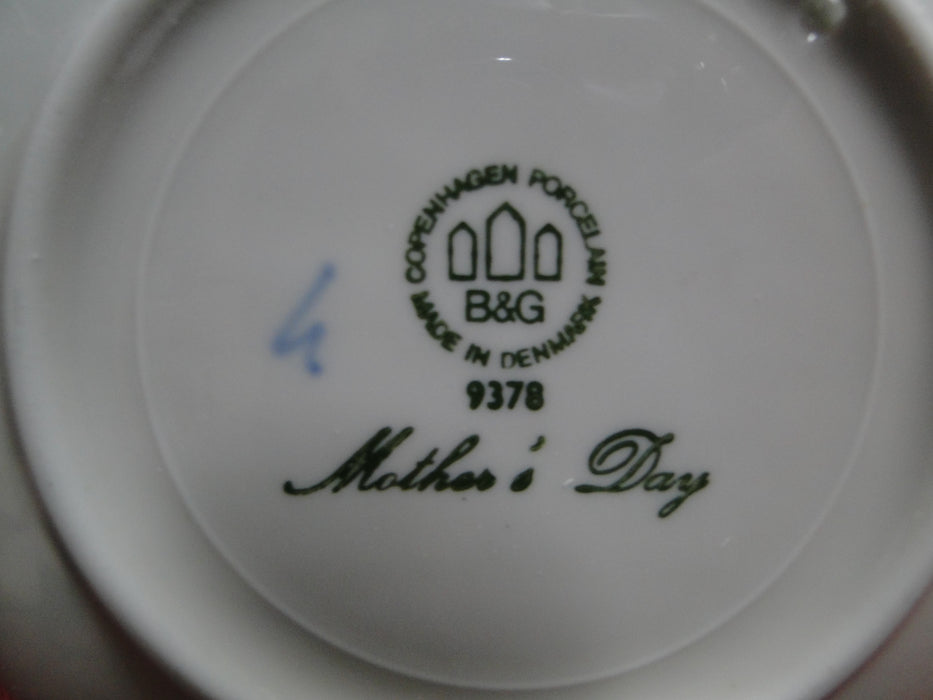 COPENHAGEN PORCELAIN
B&G
MADE IN DENMARK
9378
Mother's Day